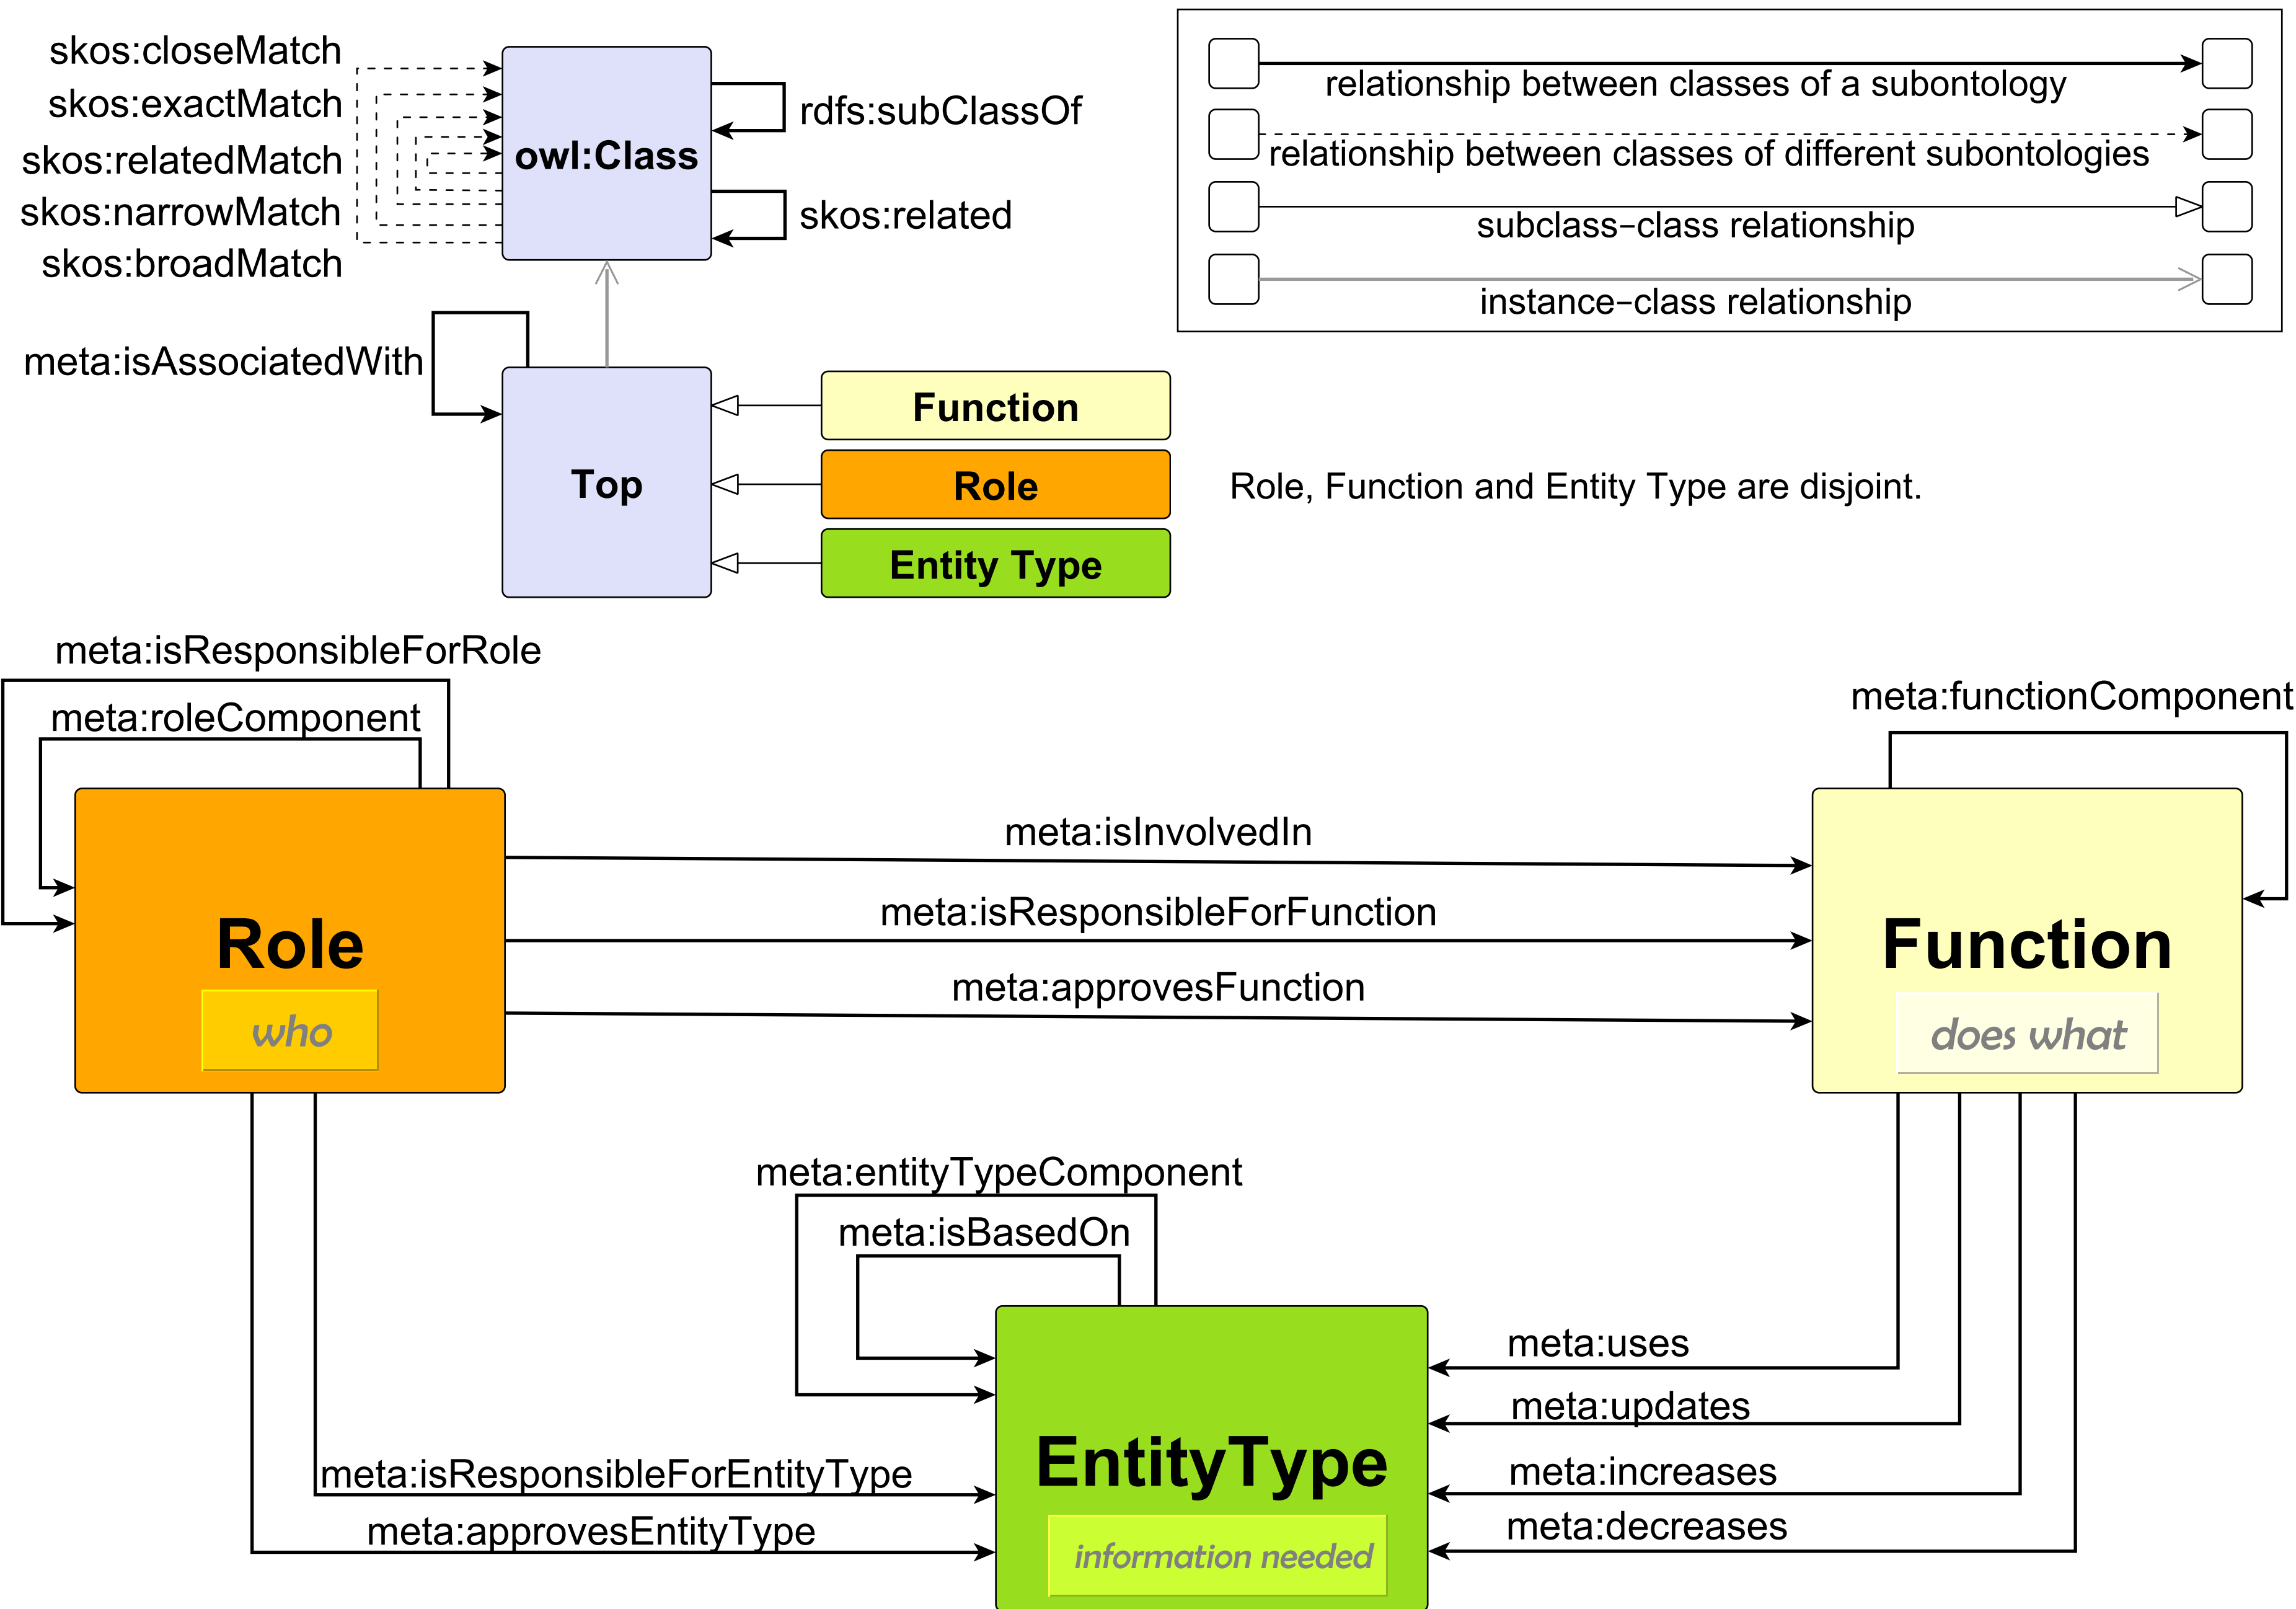 skos:closeMatch
skos:exactMatch
skos:relatedMatch
skos:narrowMatch
skos:broadMatch
owl:Class
rdfs:subClassOf
skos:related
relationship between classes of a subontology
relationship between classes of different subontologies
subclass–class relationship
instance–class relationship
meta:isAssociatedWith
Top
Function
Role
Entity Type
Role, Function and Entity Type are disjoint.
meta:isResponsibleForRole
meta:roleComponent
meta:functionComponent
Role
who
meta:isInvolvedIn
meta:isResponsibleForFunction
meta:approvesFunction
Function
does what
meta:entityTypeComponent
meta:isBasedOn
EntityType
information needed
meta:isResponsibleForEntityType
meta:approvesEntityType
meta:uses
meta:updates
meta:increases
meta:decreases